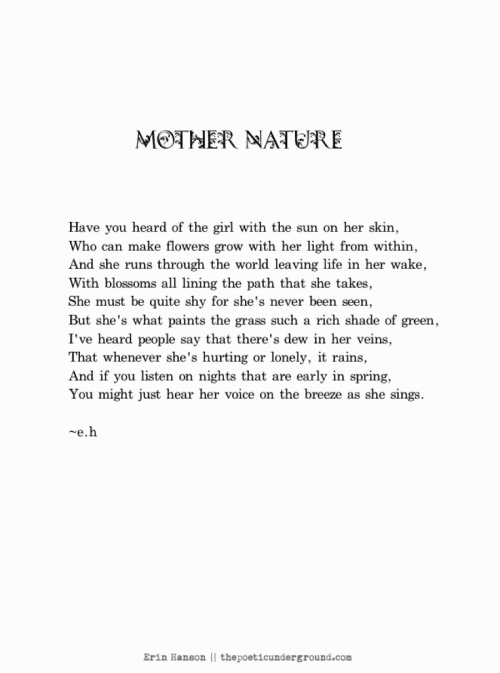 MOTHER NATURE
Have you heard of the girl with the sun on her skin,
Who can make flowers grow with her light from within,
And she runs through the world leaving life in her wake,
With blossoms all lining the path that she takes,
She must be quite shy for she's never been seen,
But she's what paints the grass such a rich shade of green,
I've heard people say that there's dew in her veins,
That whenever she's hurting or lonely, it rains,
And if you listen on nights that are early in spring,
You might just hear her voice on the breeze as she sings.
~e.h
Erin Hanson || thepoeticunderground.com